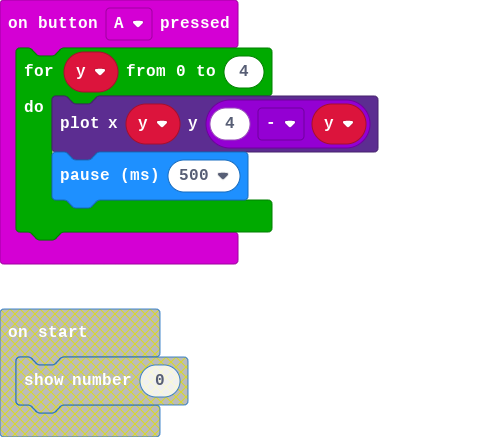 on button A pressed
for y from 0 to 4
do
plot x y y 4 - y
pause (ms) 500
on start
show number 0